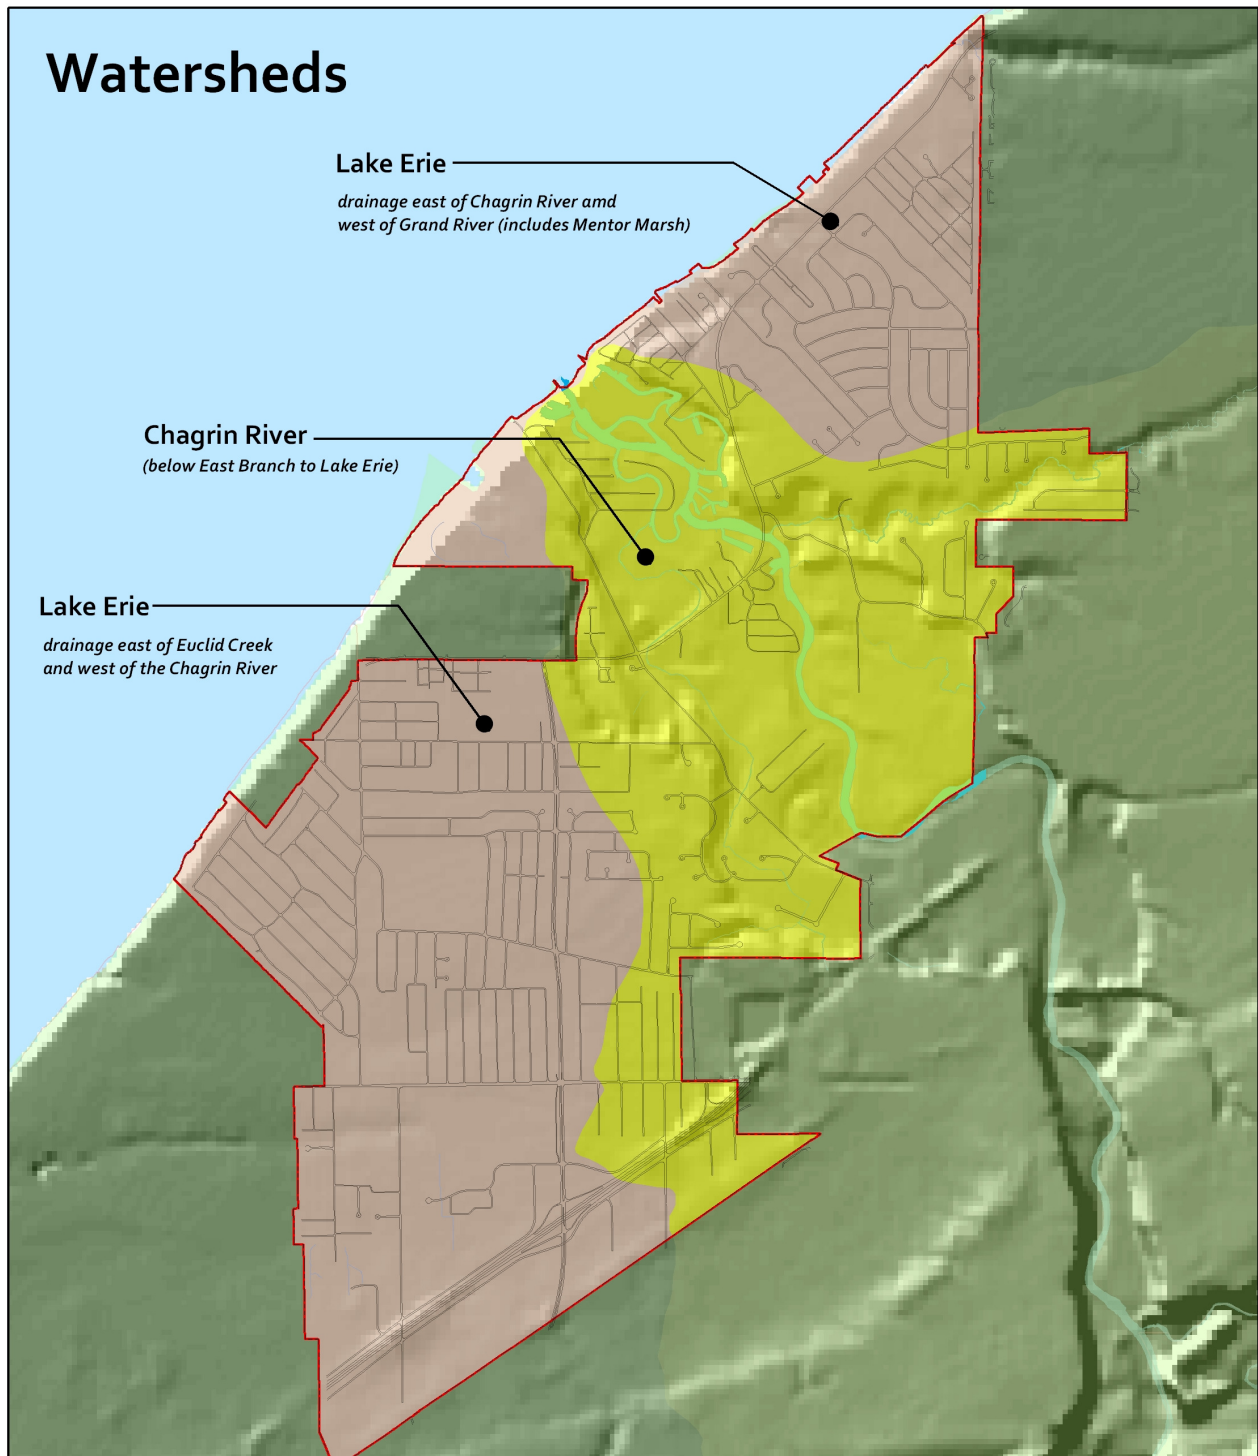 Watersheds
Lake Erie
drainage east of Chagrin River amd
west of Grand River (includes Mentor Marsh)
Chagrin River
(below East Branch to Lake Erie)
Lake Erie
drainage east of Euclid Creek
and west of the Chagrin River